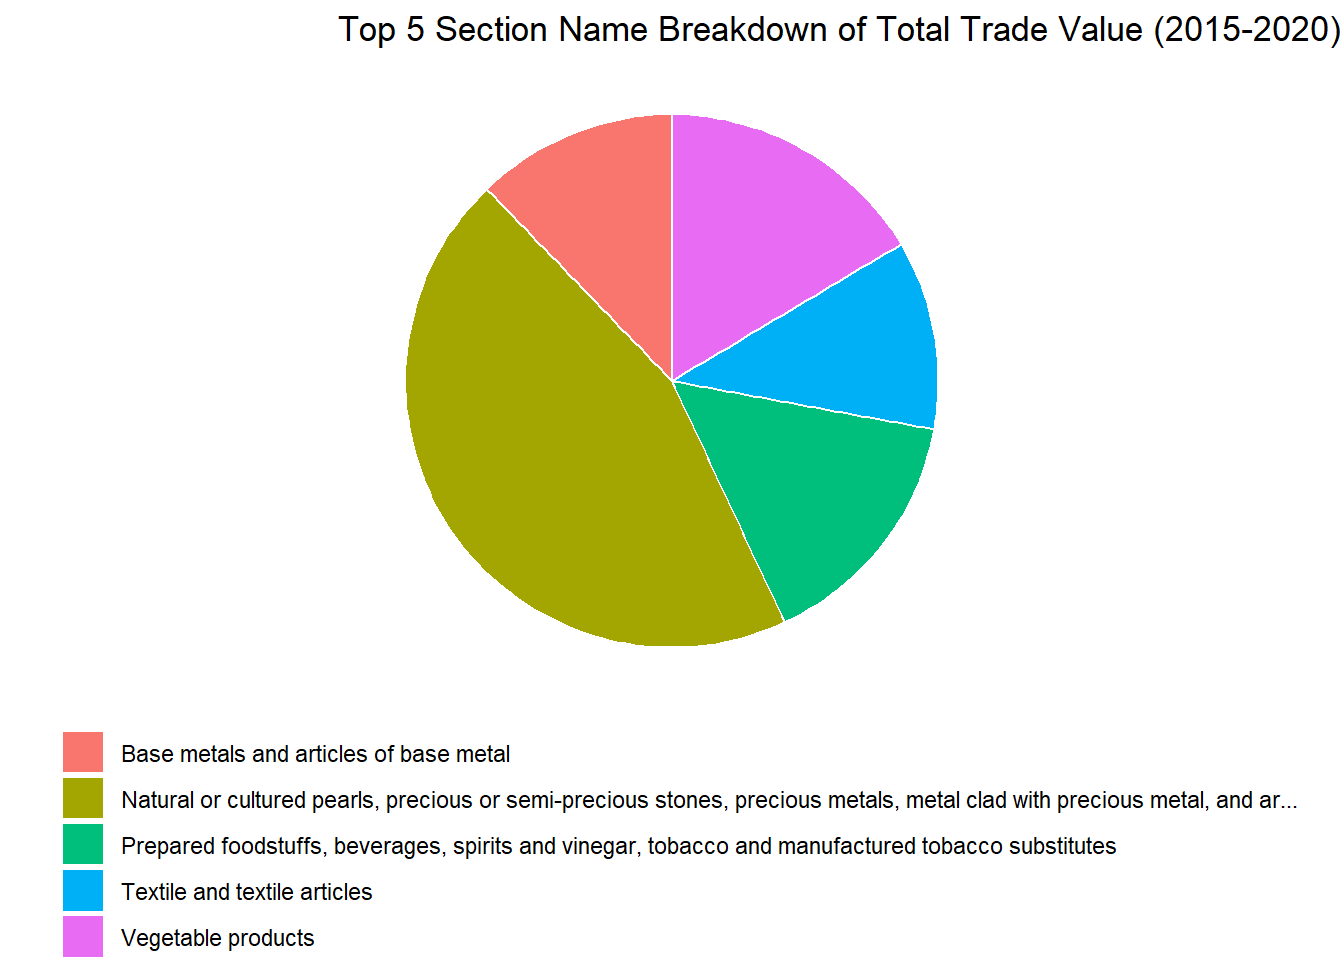 Top 5 Section Name Breakdown of Total Trade Value (2015-2020)
Base metals and articles of base metal
Natural or cultured pearls, precious or semi-precious stones, precious metals, metal clad with precious metal, and ar...
Prepared foodstuffs, beverages, spirits and vinegar, tobacco and manufactured tobacco substitutes
Textile and textile articles
Vegetable products